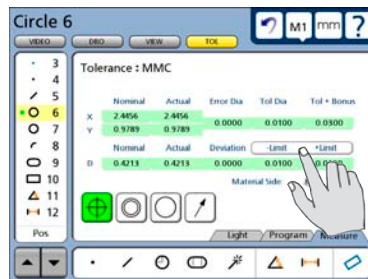 Circle 6
M1 mm ?
VIDEO DRO VIEW TOL
3
4
5
6
7
8
9
10
11
12
Pos
Tolerance : MMC
Nominal Actual Error Dia Tol Dia Tol + Bonus
X 2.4456 2.4456 0.0000 0.0100 0.0300
Y 0.9789 0.9789
Nominal Actual Deviation -Limit +Limit
D 0.4213 0.4213 0.0000 0.0100
Material Side:
Light Program Measure